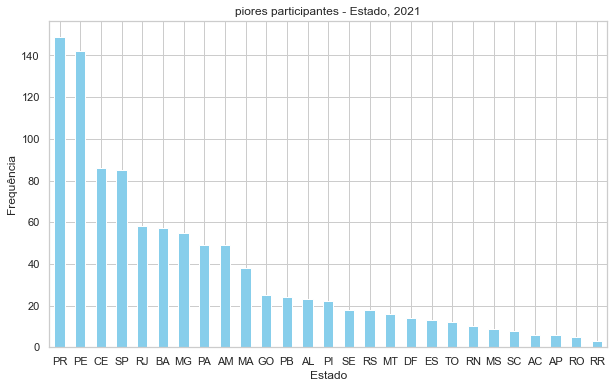 piores participantes - Estado, 2021
Frequência
140
120
100
80
60
40
20
0
PR PE CE SP RJ BA MG PA AM MA GO PB AL PI SE RS MT DF ES TO RN MS SC AC AP RO RR
Estado